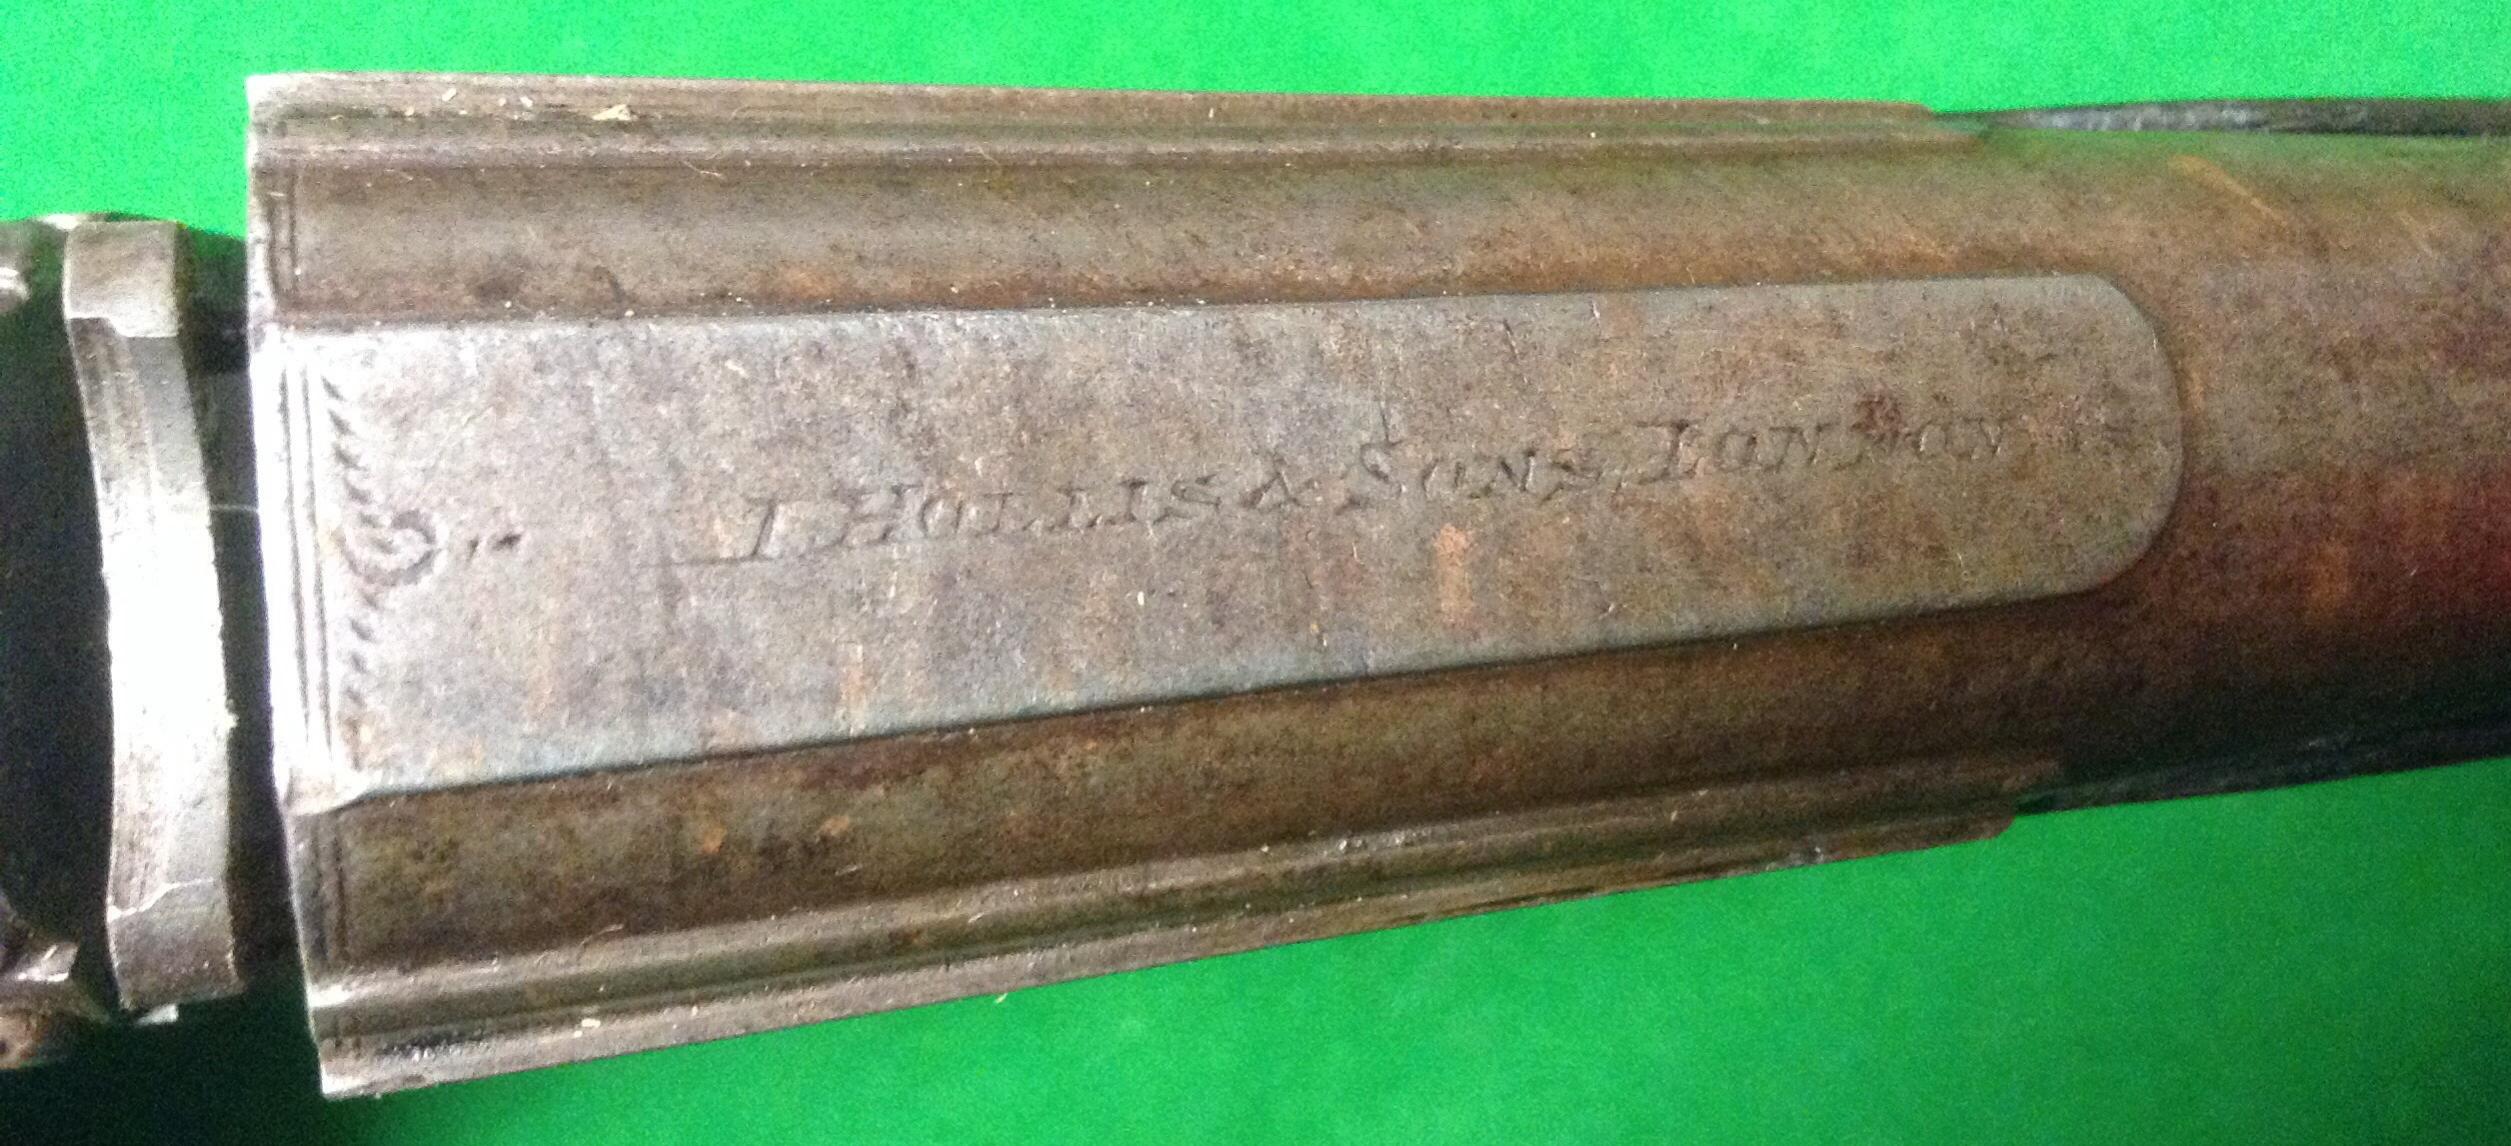 I. HOLLIS & SONS, LONDON